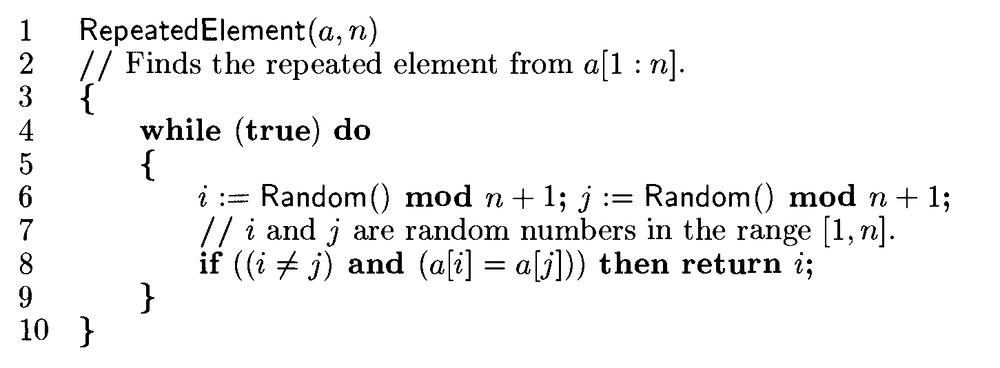 1 RepeatedElement(a, n)
2 // Finds the repeated element from a[1 : n].
3 {
4 while (true) do
5 {
6 i := Random() mod n + 1; j := Random() mod n + 1;
7 // i and j are random numbers in the range [1, n].
8 if ((i ≠ j) and (a[i] = a[j])) then return i;
9 }
10 }